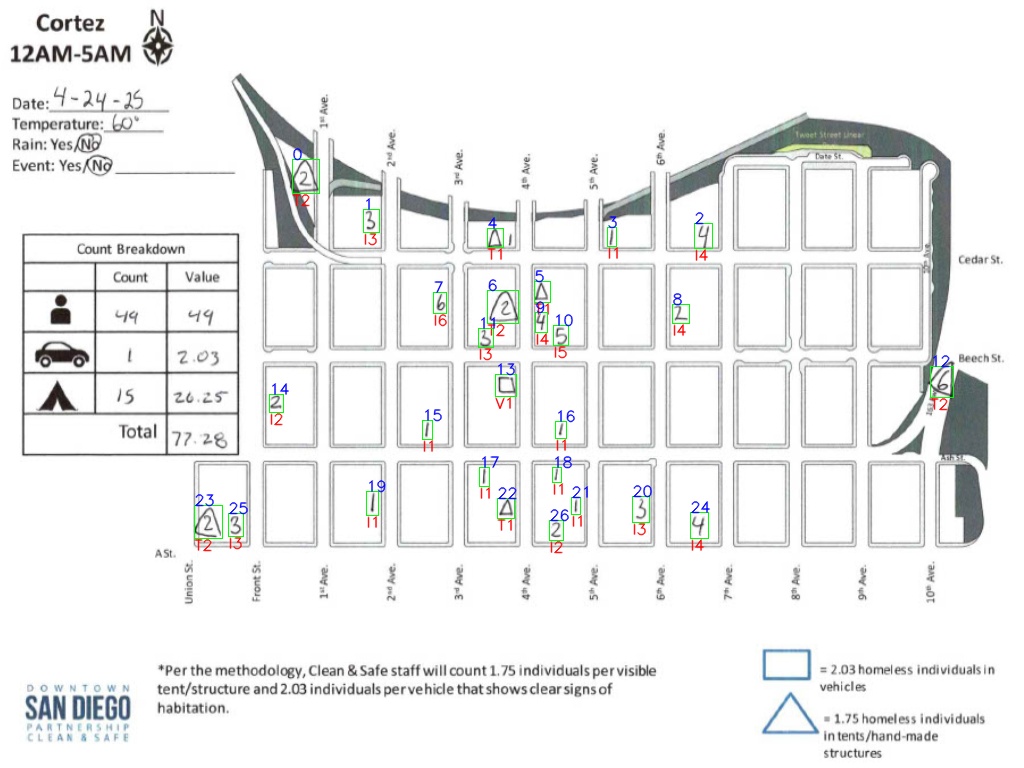 Cortez
12AM-5AM
N
Date: 4-24-25
Temperature: 60°
Rain: Yes/No
Event: Yes/No
Count Breakdown
Count Value
49 49
1 2.03
15 26.25
Total 77.28
1st Ave.
2nd Ave.
3rd Ave.
4th Ave.
5th Ave.
6th Ave.
Tweet Street Linear
Date St.
Cedar St.
Beech St.
Ash St.
A St.
0
2
T2
1
3
I3
4
1
T1
3
1
I1
2
4
I4
7
6
I6
6
2
T2
5
9
4
I4
10
5
I5
11
3
I3
8
2
I4
12
6
T2
13
V1
14
2
I2
15
1
I1
16
1
I1
17
1
I1
18
1
I1
19
1
I1
22
T1
21
1
I1
20
3
I3
23
2
T2
25
3
I3
26
2
I2
24
4
I4
Union St.
Front St.
1st Ave.
2nd Ave.
3rd Ave.
4th Ave.
5th Ave.
6th Ave.
7th Ave.
8th Ave.
9th Ave.
10th Ave.
*Per the methodology, Clean & Safe staff will count 1.75 individuals per visible
tent/structure and 2.03 individuals per vehicle that shows clear signs of
habitation.
DOWNTOWN
SAN DIEGO
PARTNERSHIP
CLEAN & SAFE
= 2.03 homeless individuals in
vehicles
= 1.75 homeless individuals
in tents/hand-made
structures